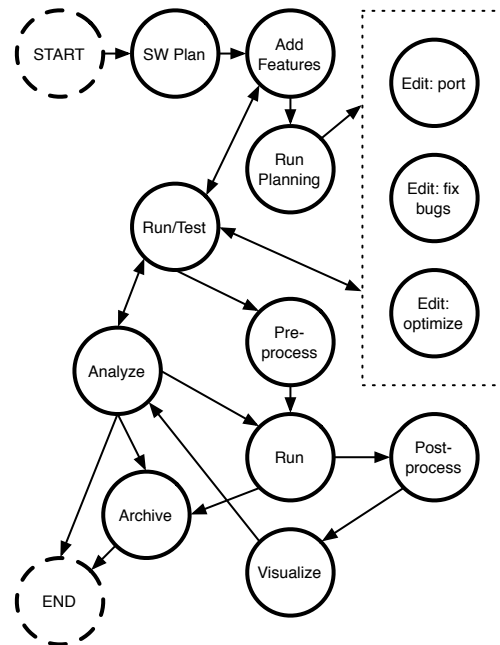 START
SW Plan
Add
Features
Edit: port
Run
Planning
Edit: fix
bugs
Run/Test
Edit:
optimize
Pre-
process
Analyze
Run
Post-
process
Archive
Visualize
END